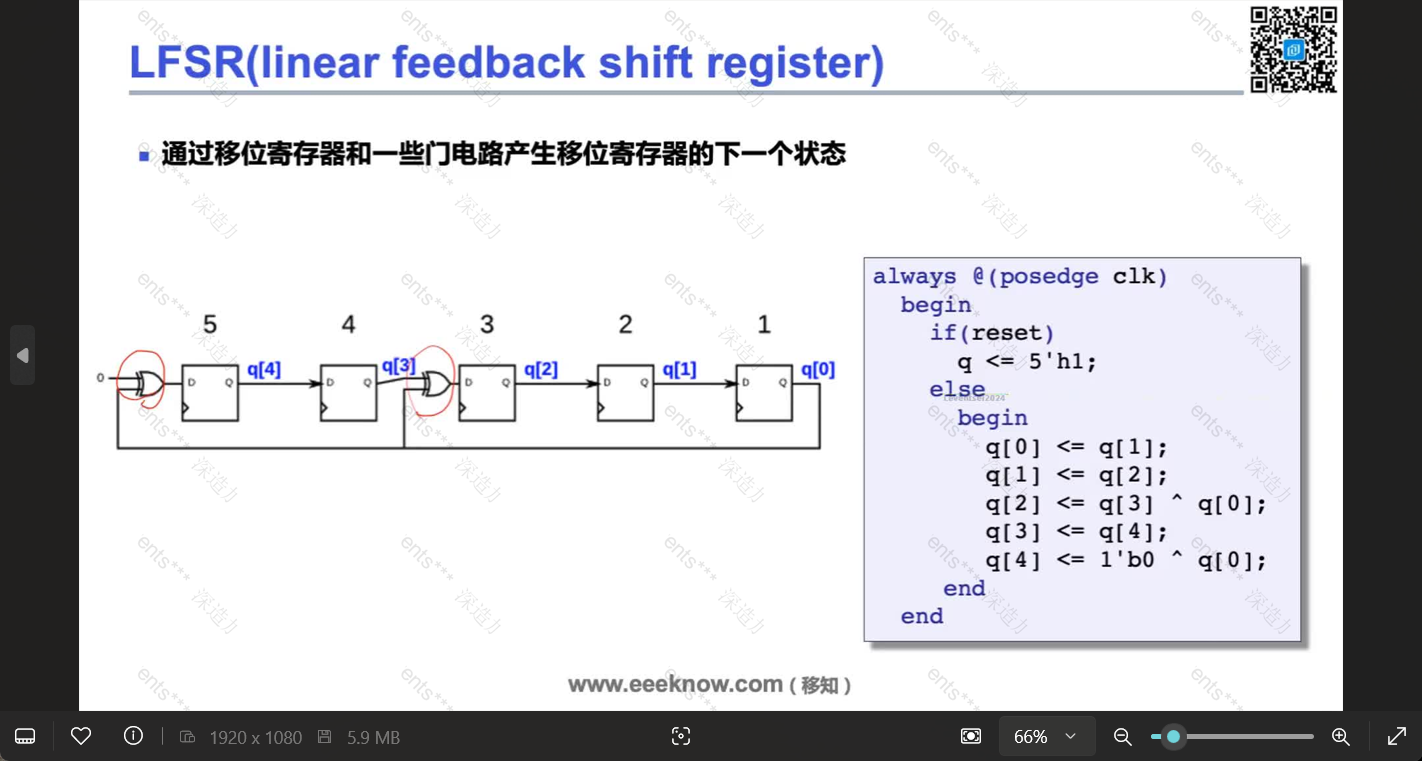 LFSR(linear feedback shift register)
通过移位寄存器和一些门电路产生移位寄存器的下一个状态
5 4 3 2 1
0 D Q q[4] D Q q[3] D Q q[2] D Q q[1] D Q q[0]
always @(posedge clk)
begin
if(reset)
q <= 5'h1;
else
begin
q[0] <= q[1];
q[1] <= q[2];
q[2] <= q[3] ^ q[0];
q[3] <= q[4];
q[4] <= 1'b0 ^ q[0];
end
end
www.eeeknow.com ( 移知 )
ents*** 深造力
1920 x 1080 5.9 MB 66%